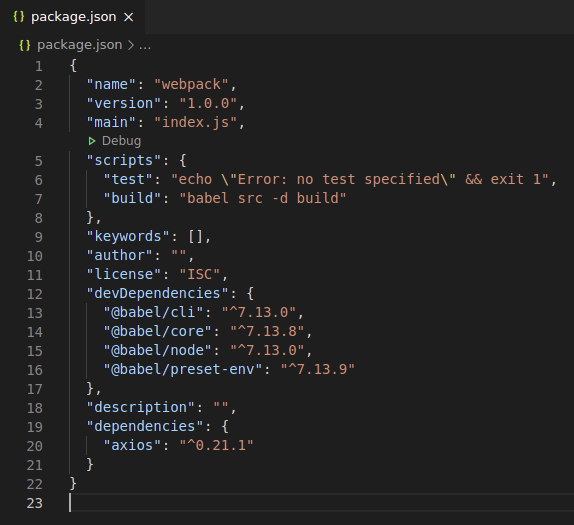 {} package.json ×
{} package.json > ...
1 {
2   "name": "webpack",
3   "version": "1.0.0",
4   "main": "index.js",
Debug
5   "scripts": {
6     "test": "echo \"Error: no test specified\" && exit 1",
7     "build": "babel src -d build"
8   },
9   "keywords": [],
10   "author": "",
11   "license": "ISC",
12   "devDependencies": {
13     "@babel/cli": "^7.13.0",
14     "@babel/core": "^7.13.8",
15     "@babel/node": "^7.13.0",
16     "@babel/preset-env": "^7.13.9"
17   },
18   "description": "",
19   "dependencies": {
20     "axios": "^0.21.1"
21   }
22 }
23